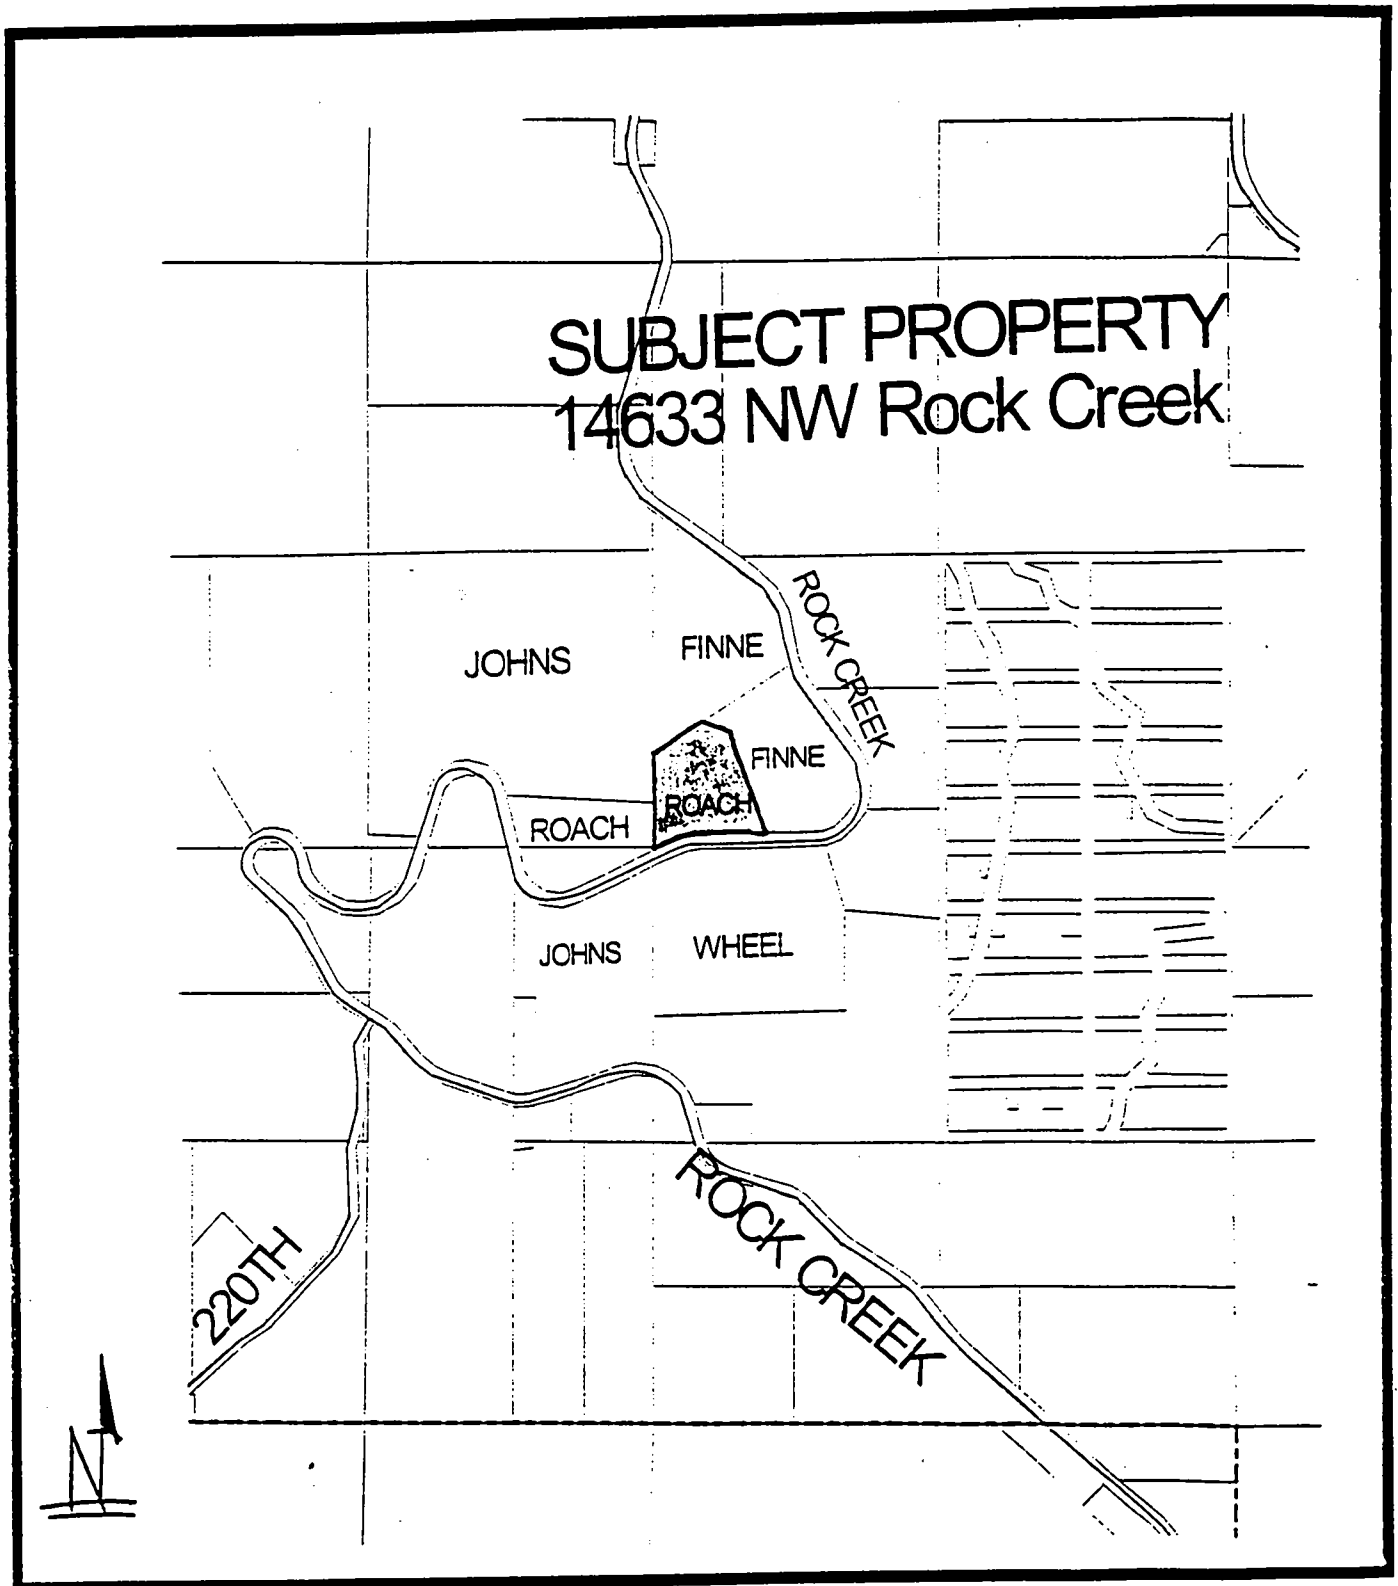 SUBJECT PROPERTY
14633 NW Rock Creek
ROCK CREEK
JOHNS
FINNE
FINNE
ROACH
ROACH
JOHNS
WHEEL
ROCK CREEK
220TH
N